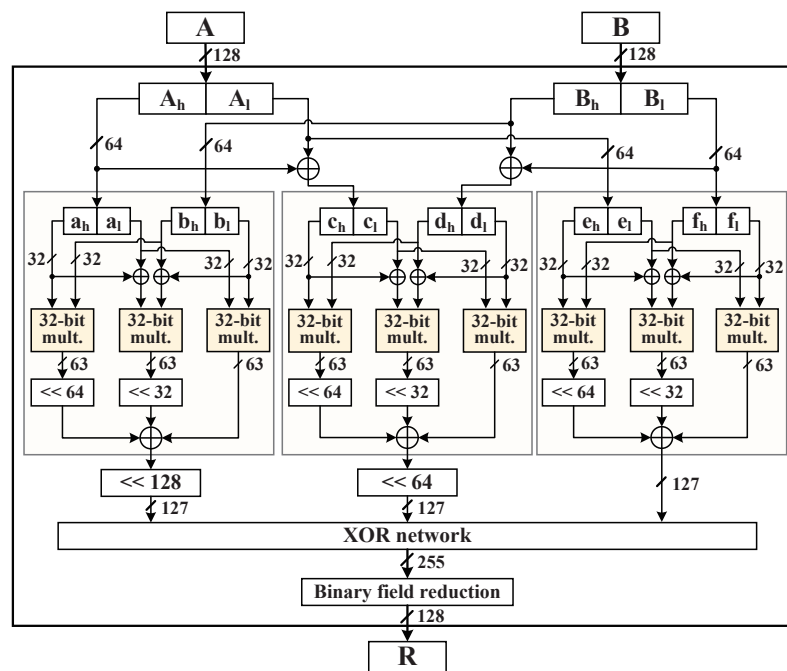 A B
128 128
A_h A_l B_h B_l
64 64 64 64
a_h a_l b_h b_l c_h c_l d_h d_l e_h e_l f_h f_l
32 32 32 32 32 32 32 32 32 32 32 32
32-bit mult. 32-bit mult. 32-bit mult. 32-bit mult. 32-bit mult. 32-bit mult. 32-bit mult. 32-bit mult. 32-bit mult.
63 63 63 63 63 63 63 63 63
<< 64 << 32 << 64 << 32 << 64 << 32
<< 128 << 64
127 127 127
XOR network
255
Binary field reduction
128
R